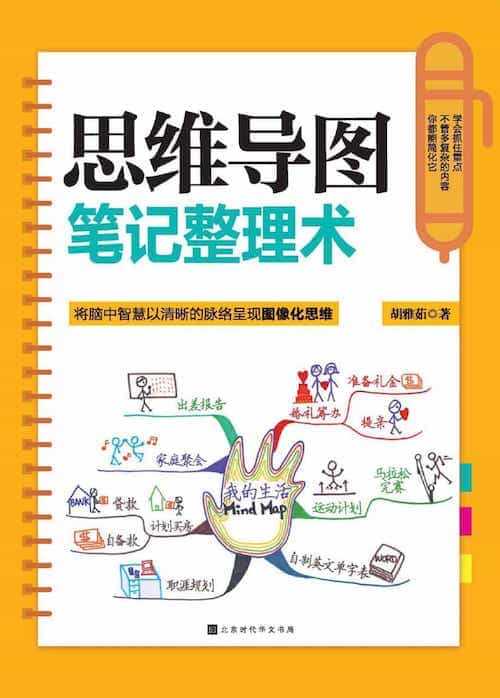 学会抓住重点
不管多复杂的内容
你都能简化它
思维导图
笔记整理术
将脑中智慧以清晰的脉络呈现图像化思维
胡雅茹 著
出差报告
家庭聚会
BANK
贷款
自备款
计划买房
职涯规划
我的生活
Mind Map
婚礼筹办
准备礼金
提亲
运动计划
马拉松
完赛
自制英文单字表
WORD
北京时代华文书局